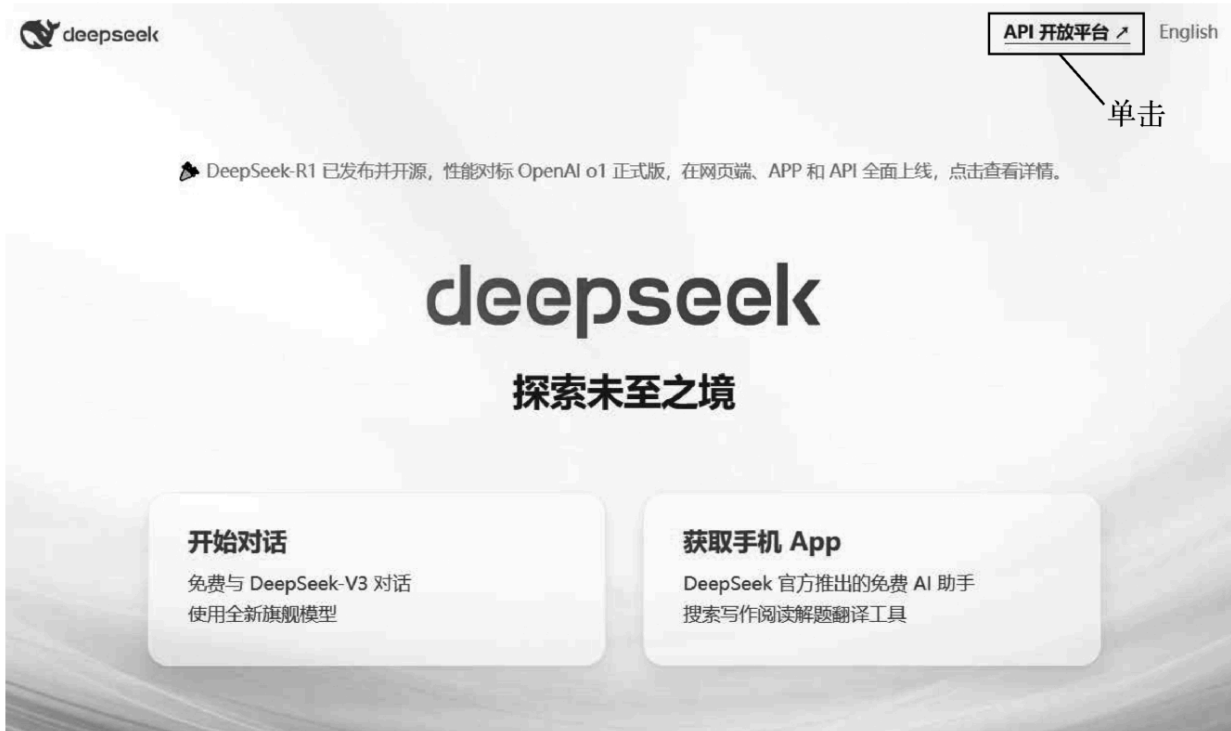 deepseek
API 开放平台 ↗
English
单击
DeepSeek-R1 已发布并开源，性能对标 OpenAI o1 正式版，在网页端、APP 和 API 全面上线，点击查看详情。
deepseek
探索未至之境
开始对话
免费与 DeepSeek-V3 对话
使用全新旗舰模型
获取手机 App
DeepSeek 官方推出的免费 AI 助手
搜索写作阅读解题翻译工具